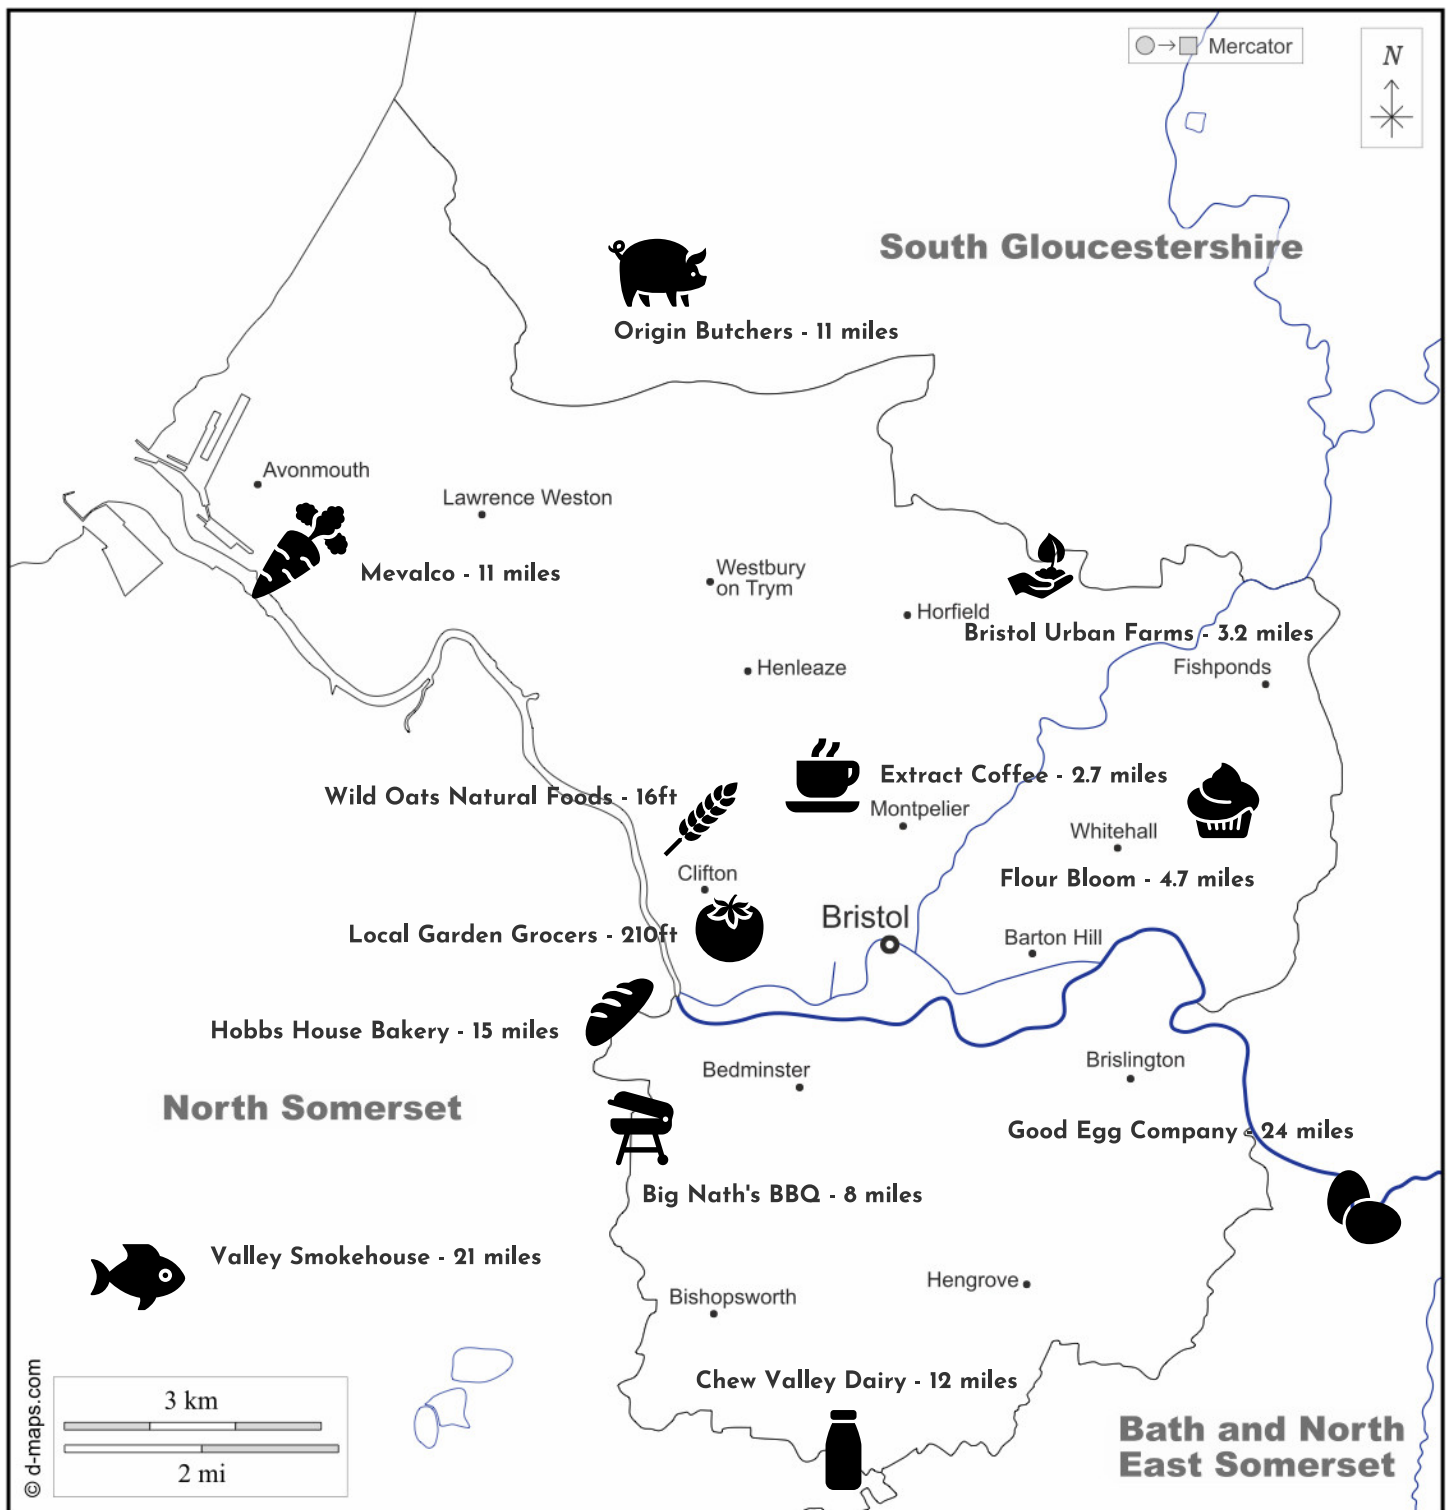 Mercator
N
South Gloucestershire
Origin Butchers - 11 miles
Avonmouth
Lawrence Weston
Mevalco - 11 miles
Westbury
on Trym
Horfield
Bristol Urban Farms - 3.2 miles
Henleaze
Fishponds
Extract Coffee - 2.7 miles
Wild Oats Natural Foods - 16ft
Montpelier
Whitehall
Clifton
Flour Bloom - 4.7 miles
Bristol
Local Garden Grocers - 210ft
Barton Hill
Hobbs House Bakery - 15 miles
Bedminster
Brislington
North Somerset
Good Egg Company - 24 miles
Big Nath's BBQ - 8 miles
Valley Smokehouse - 21 miles
Hengrove
Bishopsworth
Chew Valley Dairy - 12 miles
3 km
2 mi
© d-maps.com
Bath and North
East Somerset